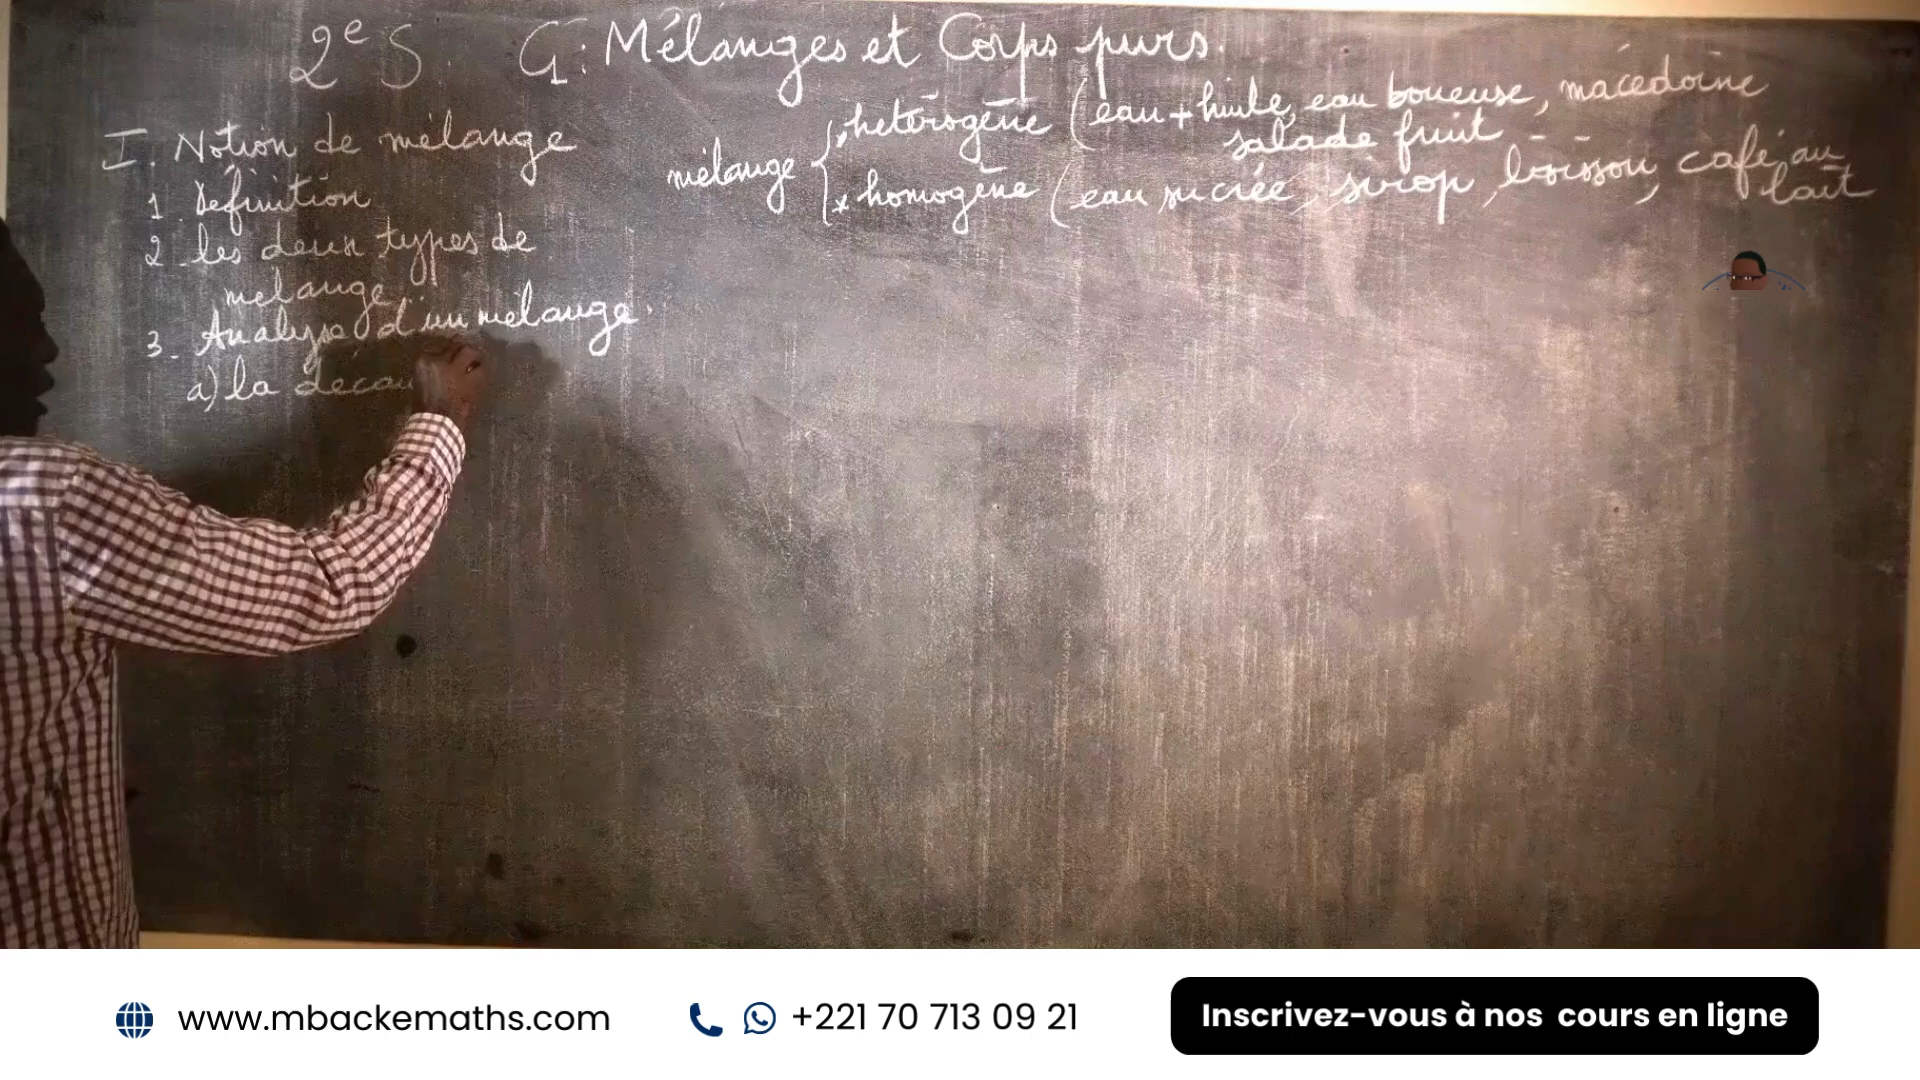 2e S. C1: Mélanges et Corps purs.
I. Notion de mélange
1. Définition
2. les deux types de
mélange.
3. Analyse d'un mélange.
a) la décan
mélange { * hétérogène (eau + huile, eau boueuse, macédoine
salade fruit - -
* homogène (eau sucrée, sirop, boisson, café au
lait
www.mbackemaths.com
+221 70 713 09 21
Inscrivez-vous à nos cours en ligne